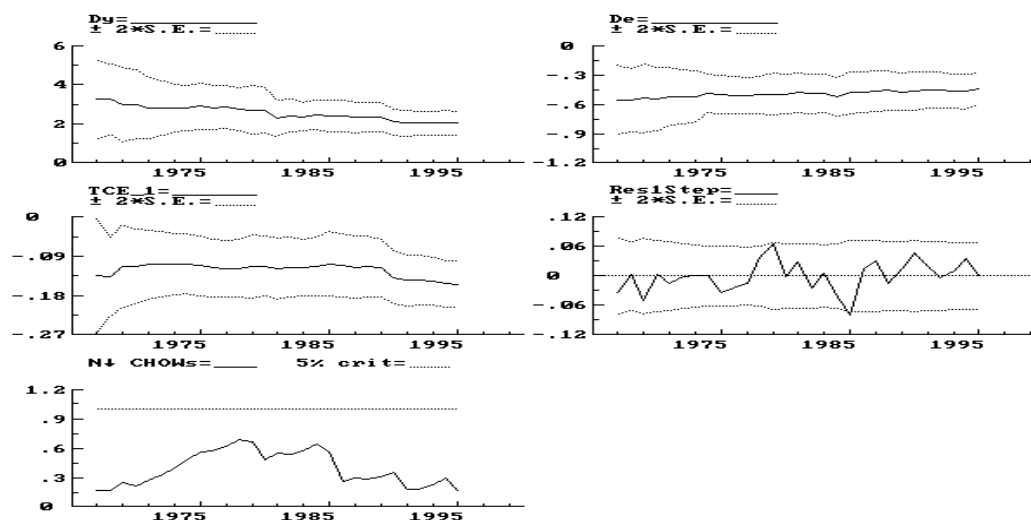 Dy=
± 2*S.E.=
6
4
2
0
1975 1985 1995
De=
± 2*S.E.=
0
-.3
-.6
-.9
-1.2
1975 1985 1995
TCE_1=
± 2*S.E.=
0
-.09
-.18
-.27
1975 1985 1995
Res1Step=
± 2*S.E.=
.12
.06
0
-.06
-.12
1975 1985 1995
N↓ CHOWs= 5% crit=
1.2
.9
.6
.3
0
1975 1985 1995